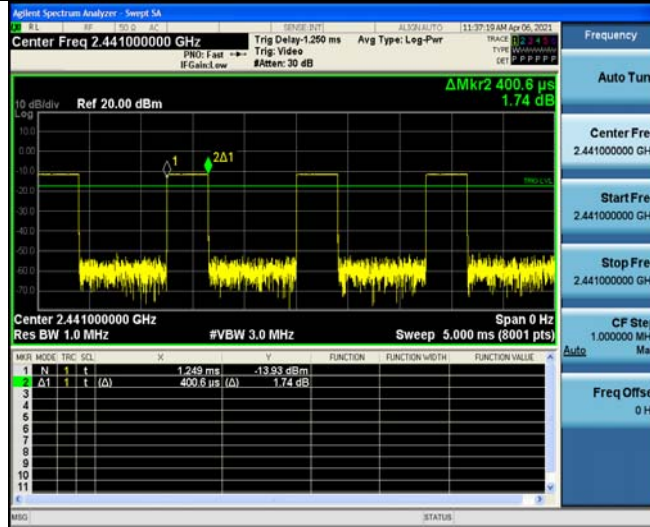 Agilent Spectrum Analyzer - Swept SA
RL RF 50 Ω AC SENSE:INT ALIGNAUTO 11:37:19 AM Apr 06, 2021
Center Freq 2.441000000 GHz
PNO: Fast
IFGain:Low
Trig Delay-1.250 ms
Trig: Video
#Atten: 30 dB
Avg Type: Log-Pwr
TRACE 1 2 3 4 5 6
TYPE
DET P P P P P P
ΔMkr2 400.6 µs
1.74 dB
10 dB/div Ref 20.00 dBm
Log
10.0
0.00
-10.0
-20.0
-30.0
-40.0
-50.0
-60.0
-70.0
1
2Δ1
TRIG LVL
Center 2.441000000 GHz Span 0 Hz
Res BW 1.0 MHz #VBW 3.0 MHz Sweep 5.000 ms (8001 pts)
MKR MODE TRC SCL X Y FUNCTION FUNCTION WIDTH FUNCTION VALUE
1 N 1 t 1.249 ms -13.93 dBm
2 Δ1 1 t (Δ) 400.6 µs (Δ) 1.74 dB
3
4
5
6
7
8
9
10
11
MSG STATUS
Frequency
Auto Tun
Center Fre
2.441000000 GH
Start Fre
2.441000000 GH
Stop Fre
2.441000000 GH
CF Ste
1.000000 MH
Auto Ma
Freq Offse
0 H